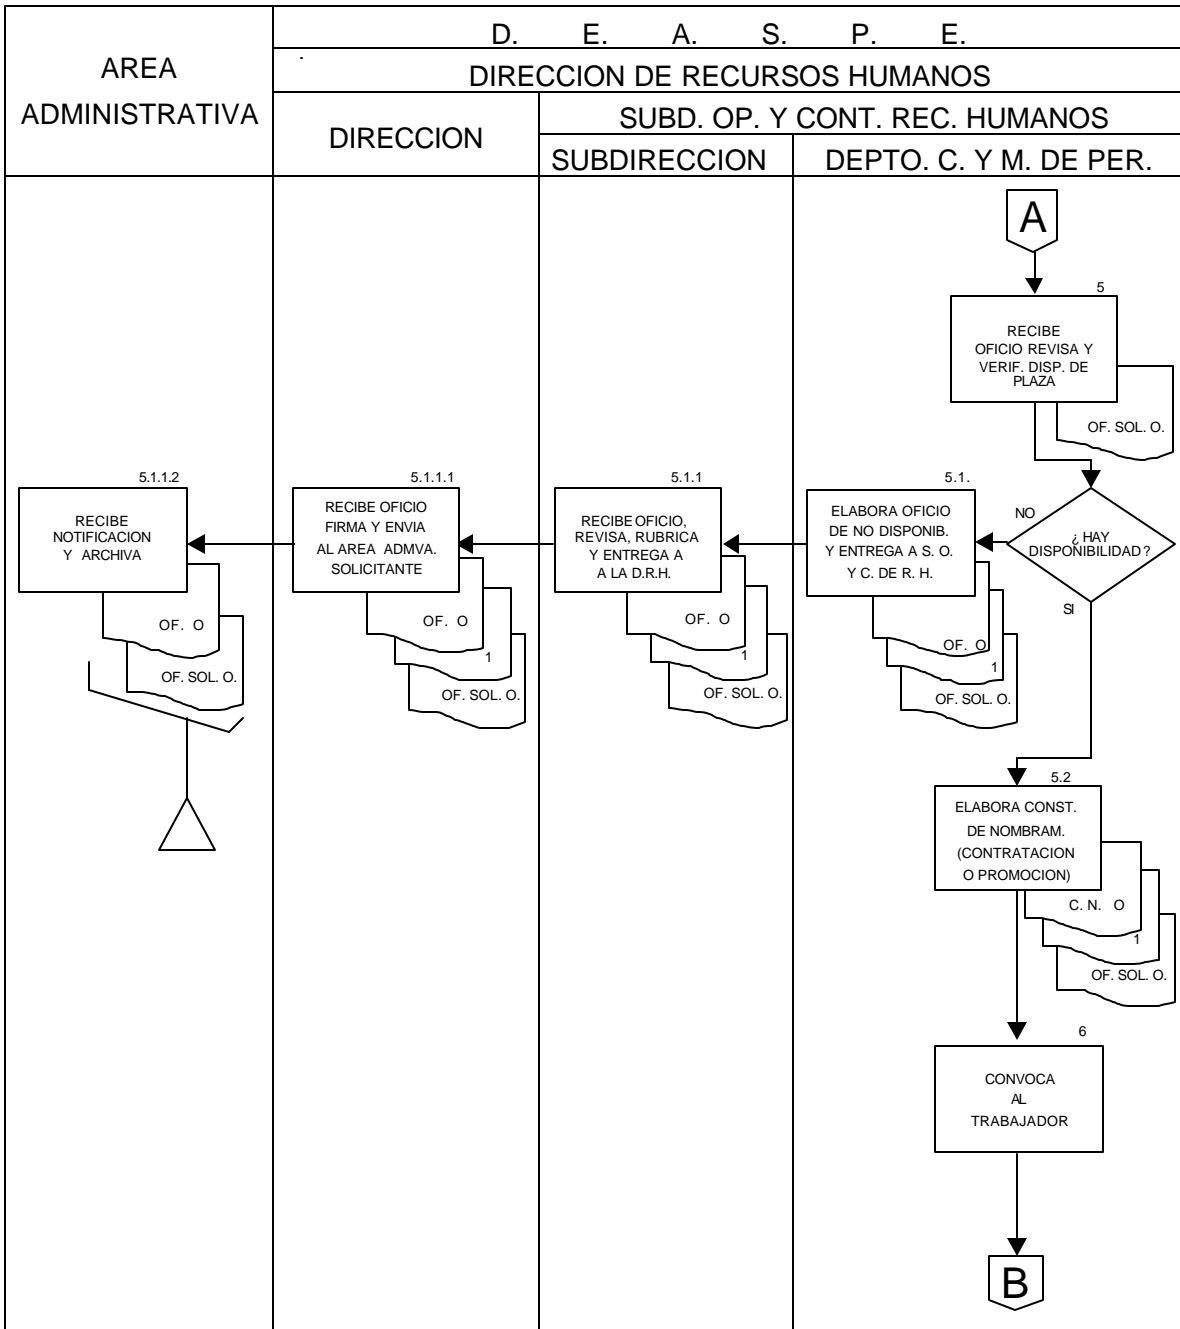 AREA
ADMINISTRATIVA
D. E. A. S. P. E.
DIRECCION DE RECURSOS HUMANOS
DIRECCION
SUBD. OP. Y CONT. REC. HUMANOS
SUBDIRECCION
DEPTO. C. Y M. DE PER.
A
5
RECIBE
OFICIO REVISA Y
VERIF. DISP. DE
PLAZA
OF. SOL. O.
¿ HAY
DISPONIBILIDAD ?
NO
SI
5.1.
ELABORA OFICIO
DE NO DISPONIB.
Y ENTREGA A S. O.
Y C. DE R. H.
OF. O
1
OF. SOL. O.
5.1.1
RECIBE OFICIO,
REVISA, RUBRICA
Y ENTREGA A
A LA D.R.H.
OF. O
1
OF. SOL. O.
5.1.1.1
RECIBE OFICIO
FIRMA Y ENVIA
AL AREA ADMVA.
SOLICITANTE
OF. O
1
OF. SOL. O.
5.1.1.2
RECIBE
NOTIFICACION
Y ARCHIVA
OF. O
OF. SOL. O.
5.2
ELABORA CONST.
DE NOMBRAM.
(CONTRATACION
O PROMOCION)
C. N. O
1
OF. SOL. O.
6
CONVOCA
AL
TRABAJADOR
B